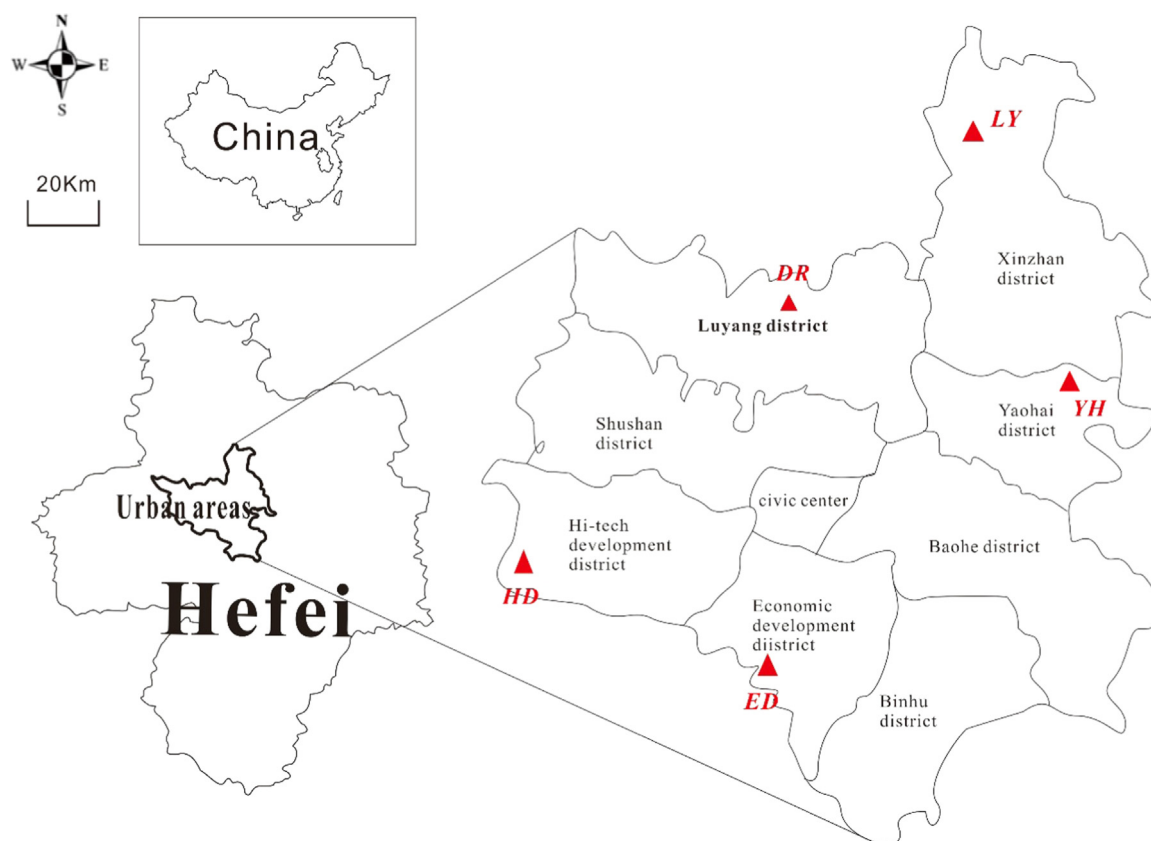 N
W
E
S
20Km
China
Urban areas
Hefei
LY
Xinzhan
district
DR
Luyang district
YH
Yaohai
district
Shushan
district
civic center
Hi-tech
development
district
HD
Baohe district
Economic
development
diistrict
ED
Binhu
district